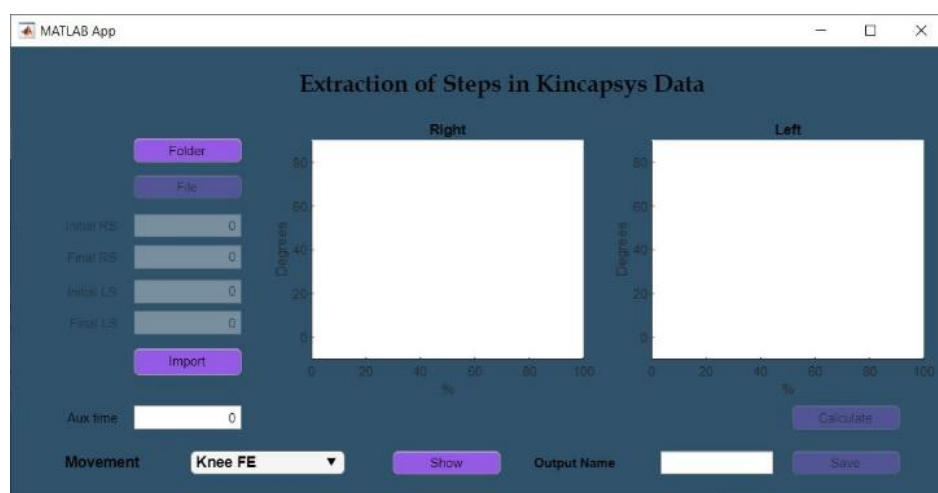 MATLAB App
Extraction of Steps in Kincapsys Data
Folder
File
Initial RS 0
Final RS 0
Initial LS 0
Final LS 0
Import
Aux time 0
Movement Knee FE
Show
Right
Degrees
80
60
40
20
0
0 20 40 60 80 100
%
Left
Degrees
80
60
40
20
0
0 20 40 60 80 100
%
Calculate
Output Name
Save